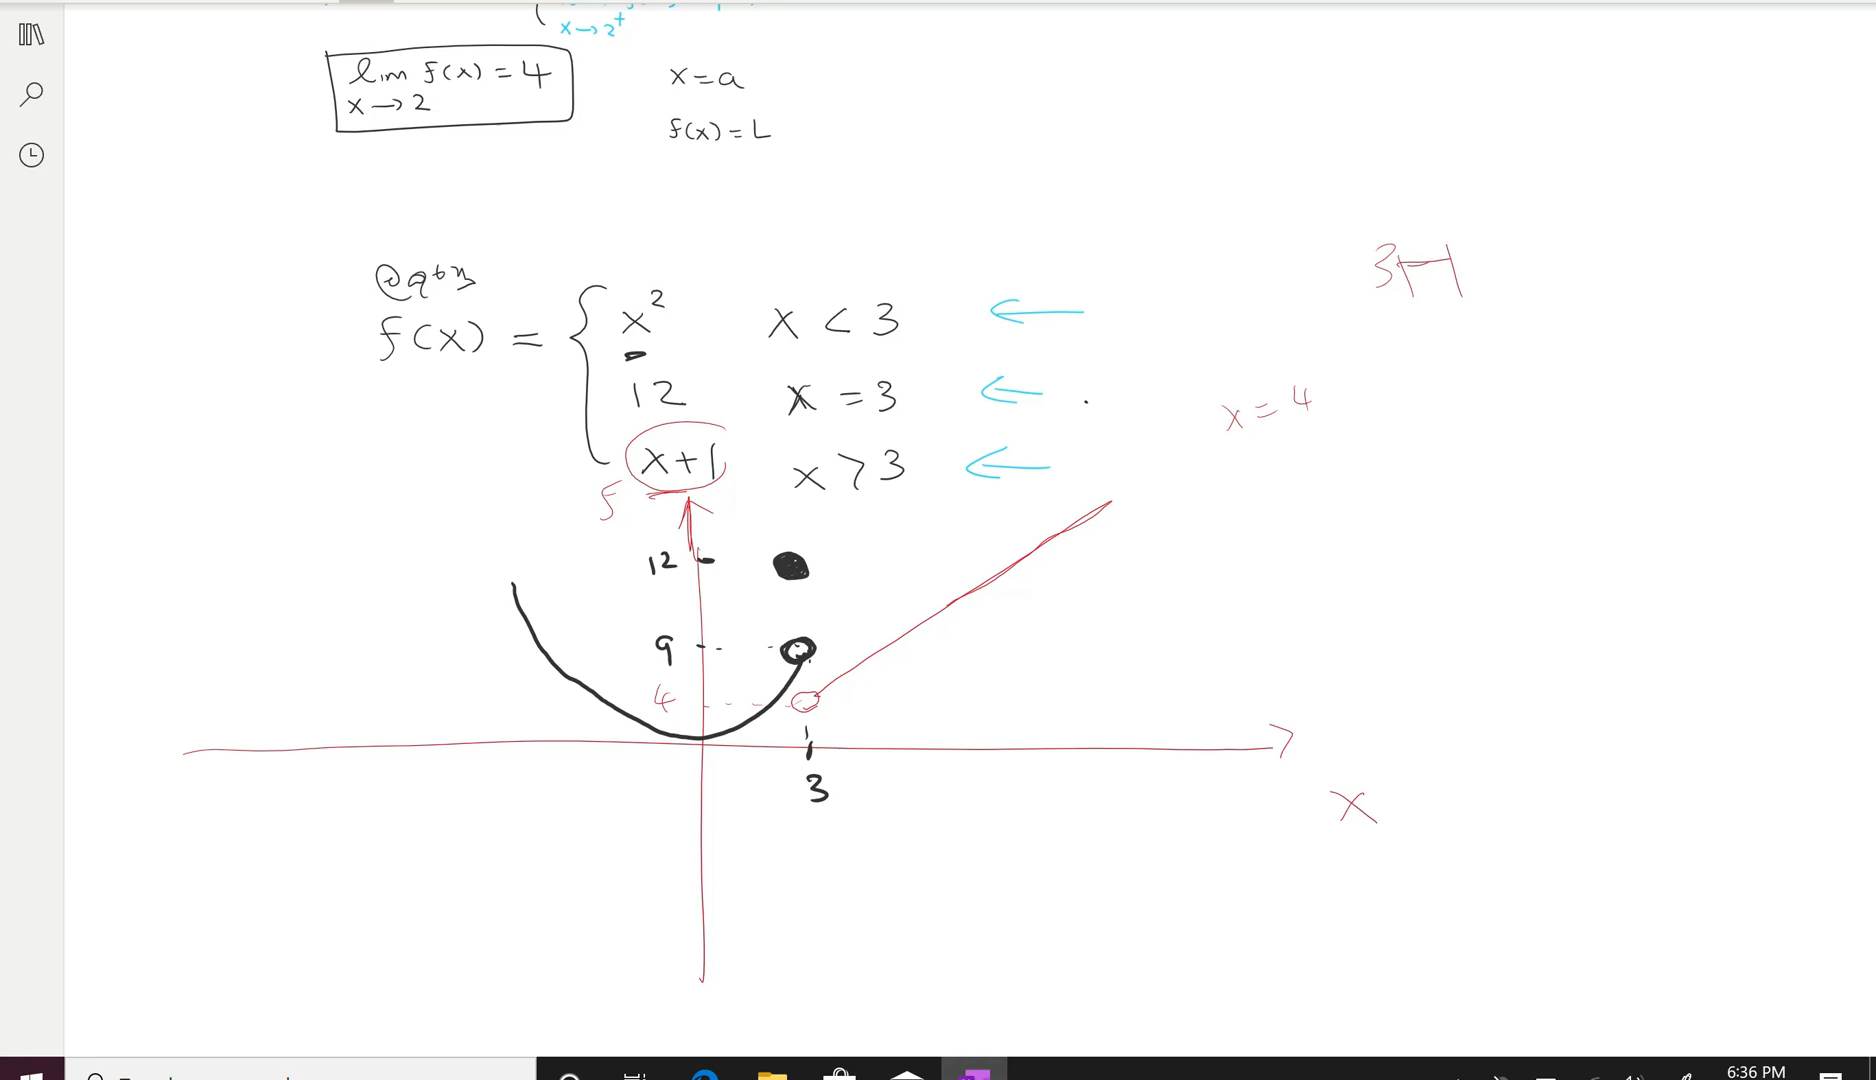 x→2⁺
lim f(x) = 4
x→2
x = a
f(x) = L
3
x² x < 3
f(x) =
12 x = 3
x = 4
x+1 x > 3
5
12
9
4
3
x
6:36 PM